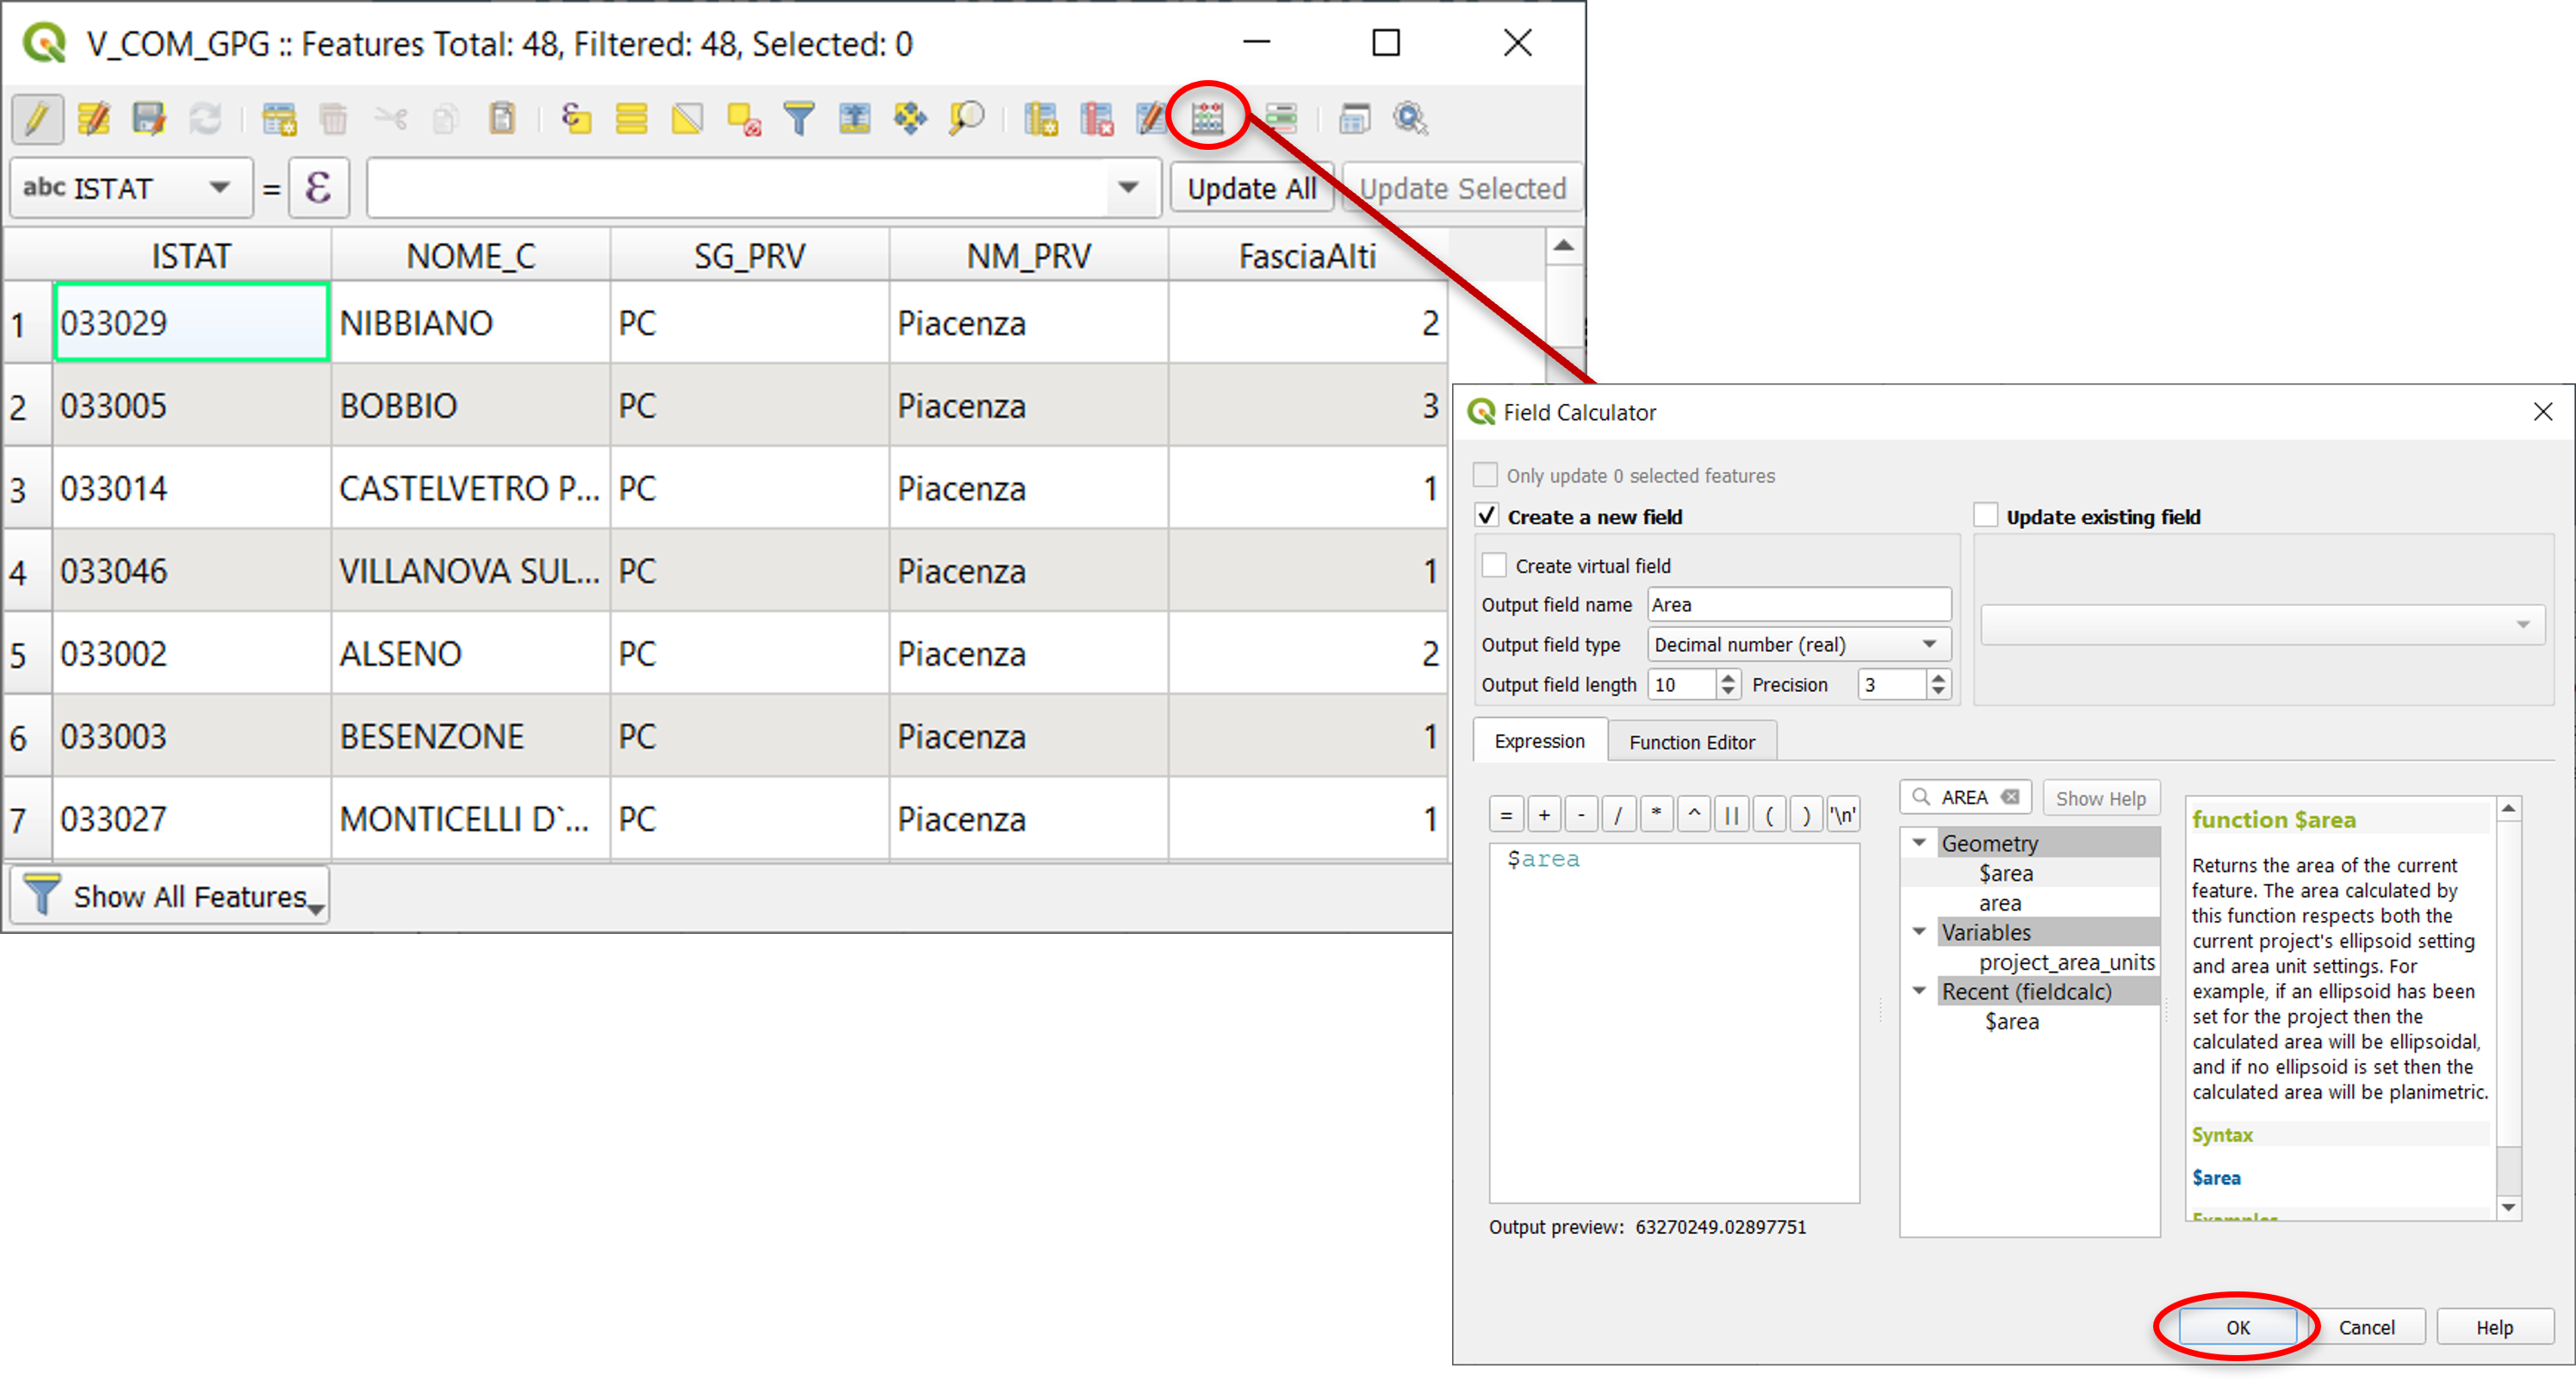 V_COM_GPG :: Features Total: 48, Filtered: 48, Selected: 0
abc ISTAT = ε Update All Update Selected
ISTAT NOME_C SG_PRV NM_PRV FasciaAlti
1 033029 NIBBIANO PC Piacenza 2
2 033005 BOBBIO PC Piacenza 3
3 033014 CASTELVETRO P... PC Piacenza 1
4 033046 VILLANOVA SUL... PC Piacenza 1
5 033002 ALSENO PC Piacenza 2
6 033003 BESENZONE PC Piacenza 1
7 033027 MONTICELLI D`... PC Piacenza 1
Show All Features
Field Calculator
Only update 0 selected features
Create a new field
Update existing field
Create virtual field
Output field name Area
Output field type Decimal number (real)
Output field length 10 Precision 3
Expression Function Editor
= + - / * ^ || ( ) '\n'
$area
Output preview: 63270249.02897751
AREA Show Help
Geometry
$area
area
Variables
project_area_units
Recent (fieldcalc)
$area
function $area
Returns the area of the current
feature. The area calculated by
this function respects both the
current project's ellipsoid setting
and area unit settings. For
example, if an ellipsoid has been
set for the project then the
calculated area will be ellipsoidal,
and if no ellipsoid is set then the
calculated area will be planimetric.
Syntax
$area
OK Cancel Help